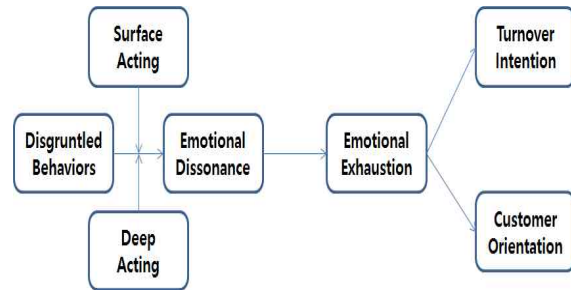 Surface
Acting
Turnover
Intention
Disgruntled
Behaviors
Emotional
Dissonance
Emotional
Exhaustion
Deep
Acting
Customer
Orientation